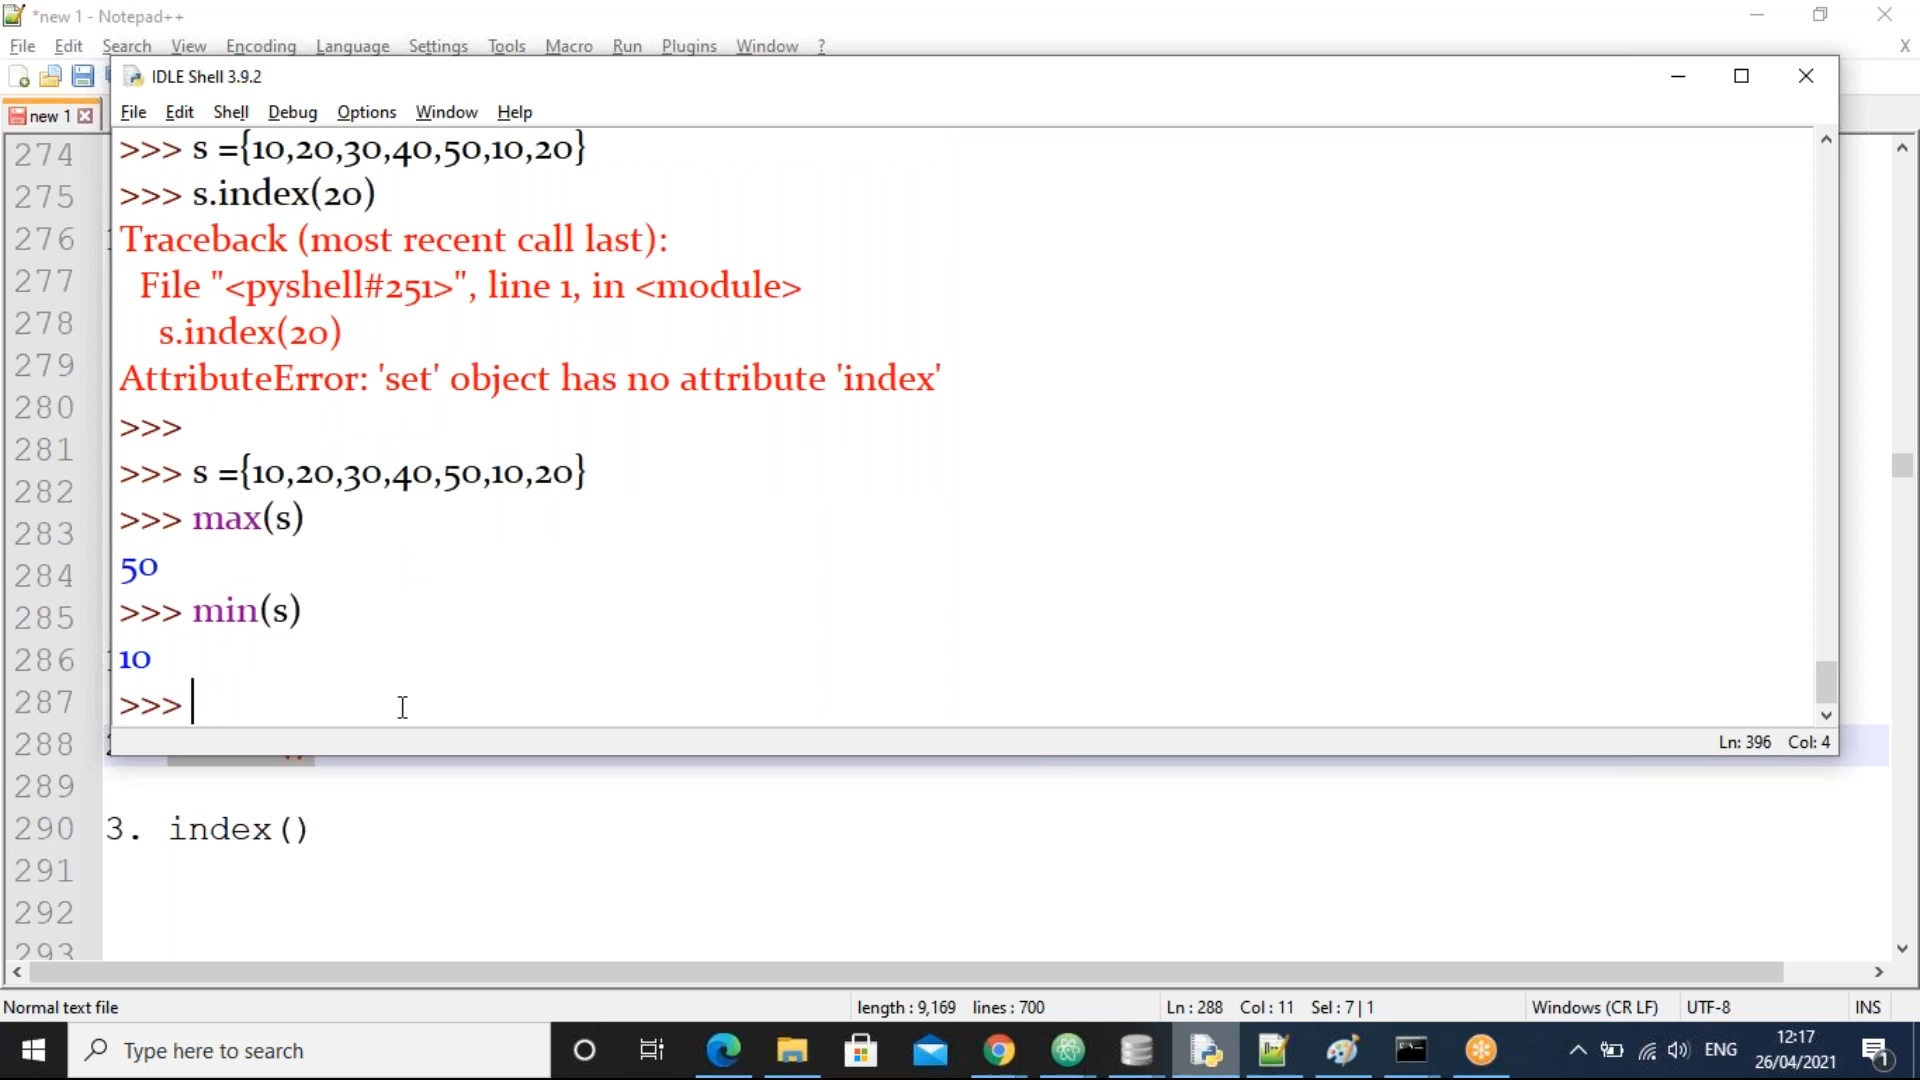 *new 1 - Notepad++
File Edit Search View Encoding Language Settings Tools Macro Run Plugins Window ?
X
new 1
IDLE Shell 3.9.2
File Edit Shell Debug Options Window Help
>>> s ={10,20,30,40,50,10,20}
>>> s.index(20)
Traceback (most recent call last):
File "<pyshell#251>", line 1, in <module>
s.index(20)
AttributeError: 'set' object has no attribute 'index'
>>>
>>> s ={10,20,30,40,50,10,20}
>>> max(s)
50
>>> min(s)
10
>>>
Ln: 396 Col: 4
274
275
276
277
278
279
280
281
282
283
284
285
286
287
288
289
290 3. index()
291
292
293
Normal text file length : 9,169 lines : 700 Ln : 288 Col : 11 Sel : 7 | 1 Windows (CR LF) UTF-8 INS
Type here to search
ENG
12:17
26/04/2021
1